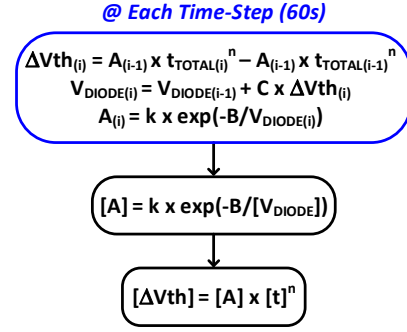 @ Each Time-Step (60s)
ΔVth(i) = A(i-1) x tTOTAL(i)^n − A(i-1) x tTOTAL(i-1)^n
VDIODE(i) = VDIODE(i-1) + C x ΔVth(i)
A(i) = k x exp(-B/VDIODE(i))
[A] = k x exp(-B/[VDIODE])
[ΔVth] = [A] x [t]^n